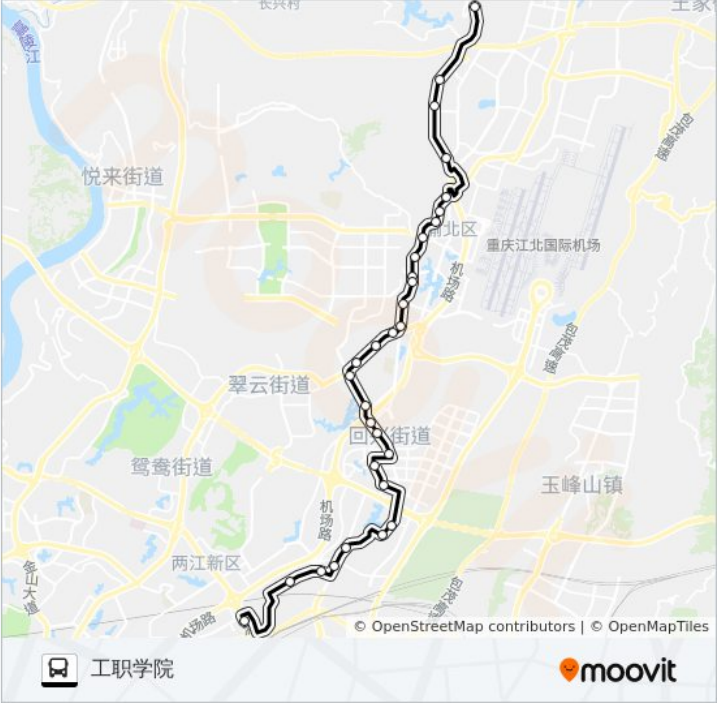 长兴村
王家
嘉陵江
包茂高速
悦来街道
渝北区
重庆江北国际机场
机场路
包茂高速
翠云街道
回兴街道
鸳鸯街道
玉峰山镇
机场路
两江新区
金山大道
包茂高速
机场路
© OpenStreetMap contributors | © OpenMapTiles
工职学院
moovit